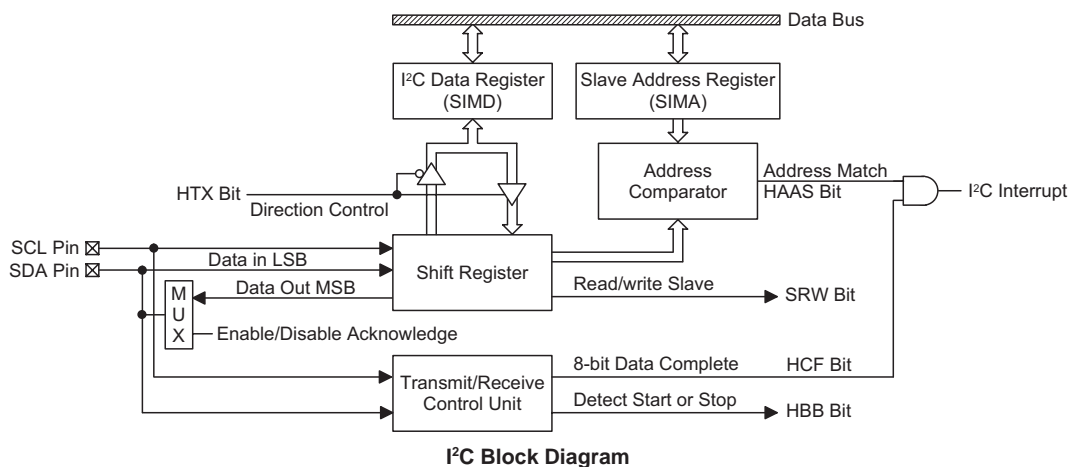 Data Bus
I²C Data Register
(SIMD)
Slave Address Register
(SIMA)
HTX Bit
Direction Control
Address
Comparator
Address Match
HAAS Bit
I²C Interrupt
SCL Pin
SDA Pin
Data in LSB
Shift Register
Data Out MSB
Read/write Slave
SRW Bit
M
U
X
Enable/Disable Acknowledge
Transmit/Receive
Control Unit
8-bit Data Complete
HCF Bit
Detect Start or Stop
HBB Bit
I²C Block Diagram